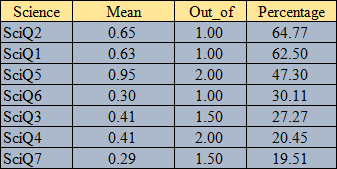 Science Mean Out_of Percentage
SciQ2 0.65 1.00 64.77
SciQ1 0.63 1.00 62.50
SciQ5 0.95 2.00 47.30
SciQ6 0.30 1.00 30.11
SciQ3 0.41 1.50 27.27
SciQ4 0.41 2.00 20.45
SciQ7 0.29 1.50 19.51